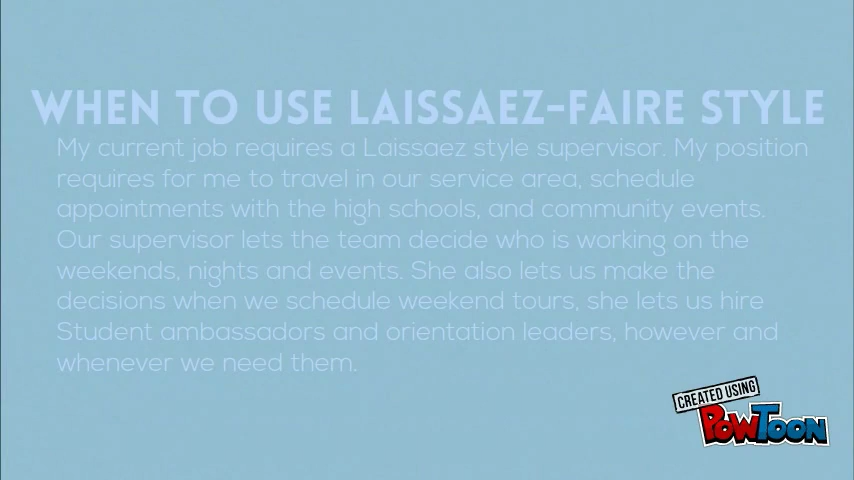 WHEN TO USE LAISSAEZ-FAIRE STYLE
My current job requires a Laissaez style supervisor. My position
requires for me to travel in our service area, schedule
appointments with the high schools, and community events.
Our supervisor lets the team decide who is working on the
weekends, nights and events. She also lets us make the
decisions when we schedule weekend tours, she lets us hire
Student ambassadors and orientation leaders, however and
whenever we need them.
CREATED USING
POWTOON